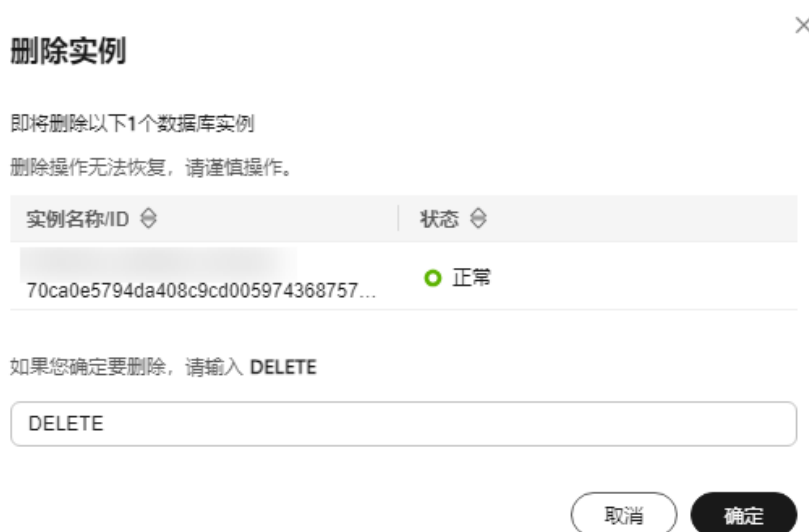 删除实例
即将删除以下1个数据库实例
删除操作无法恢复，请谨慎操作。
实例名称/ID 状态
70ca0e5794da408c9cd005974368757... 正常
如果您确定要删除，请输入 DELETE
DELETE
取消 确定